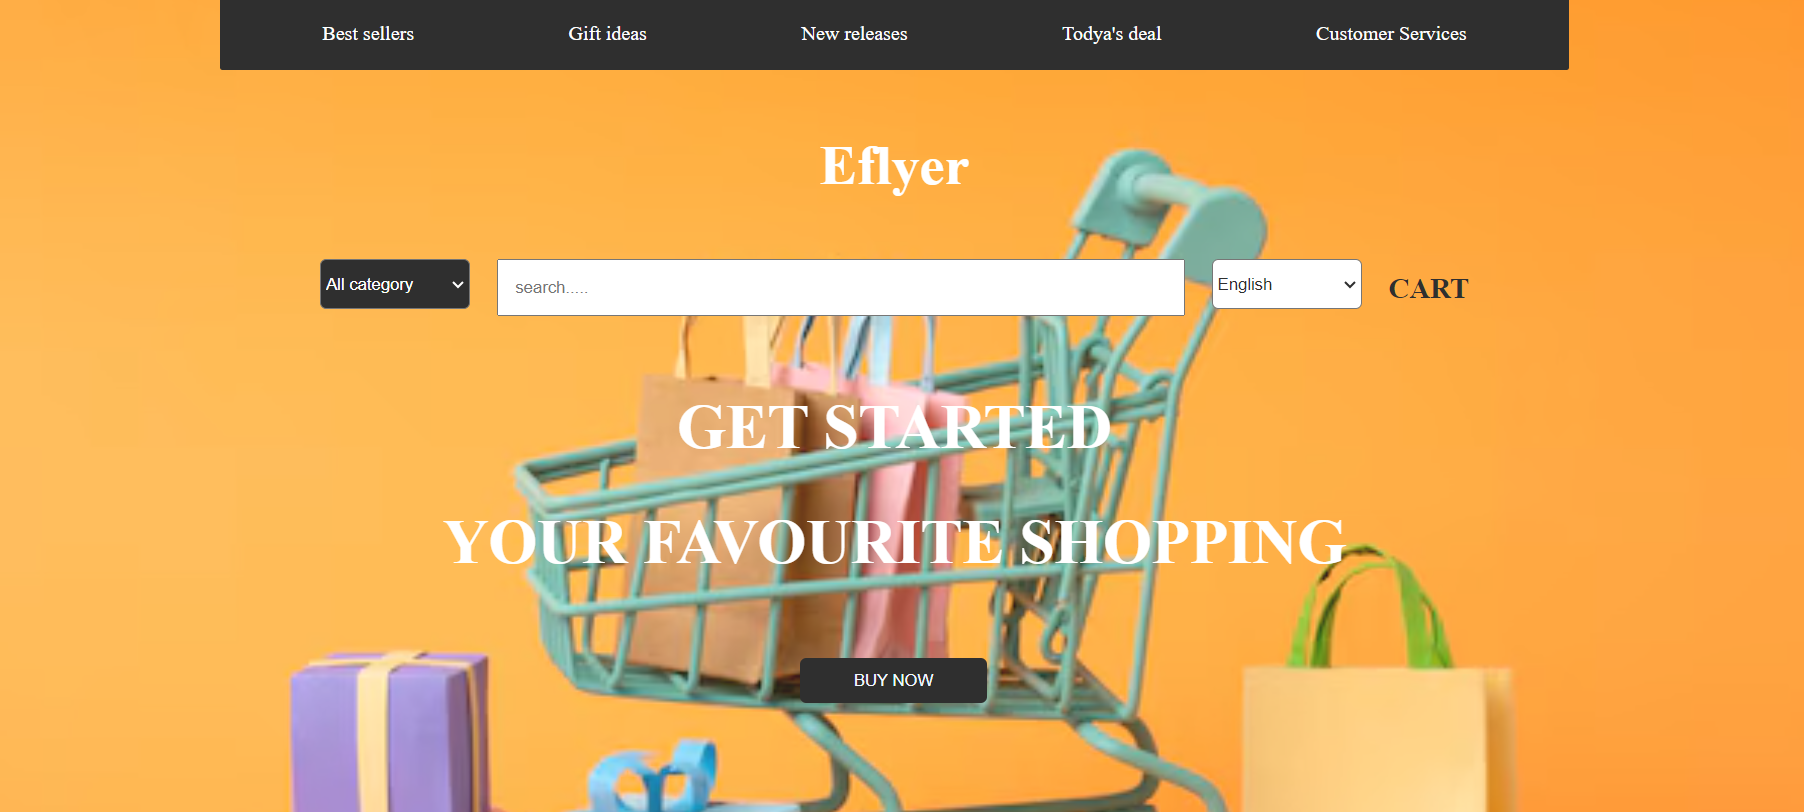 Best sellers Gift ideas New releases Todya's deal Customer Services
Eflyer
All category search..... English CART
GET STARTED
YOUR FAVOURITE SHOPPING
BUY NOW